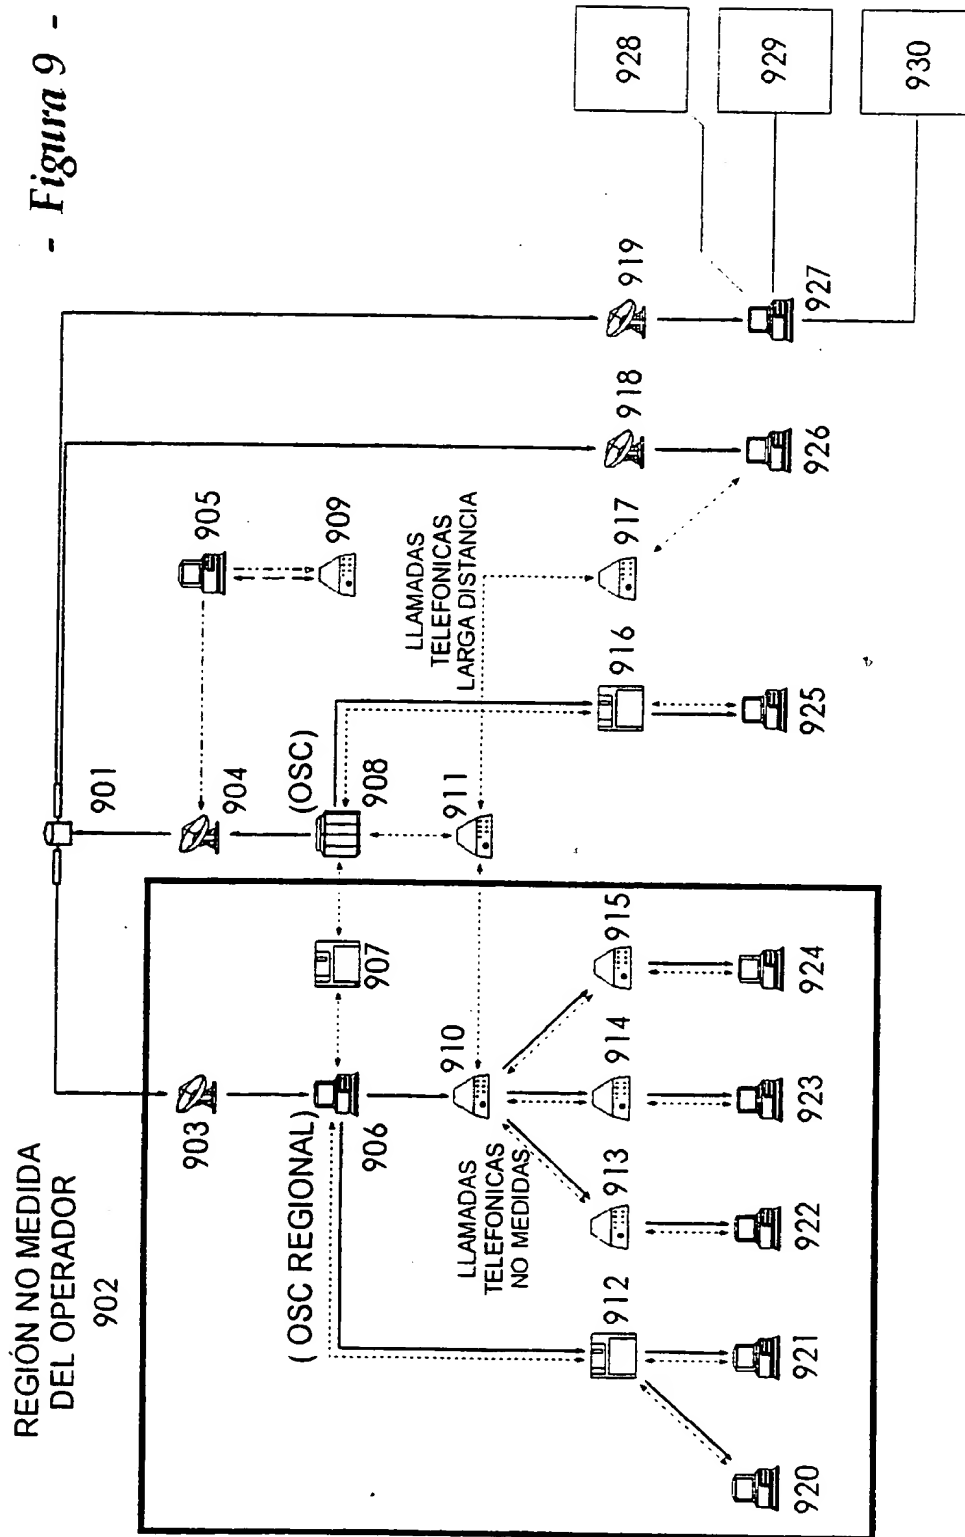 - Figura 9 -
REGIÓN NO MEDIDA
DEL OPERADOR
902
901
903
904
905
(OSC REGIONAL)
906
907
(OSC)
908
909
910
911
LLAMADAS
TELEFONICAS
NO MEDIDAS
LLAMADAS
TELEFONICAS
LARGA DISTANCIA
912
913
914
915
916
917
918
919
920
921
922
923
924
925
926
927
928
929
930